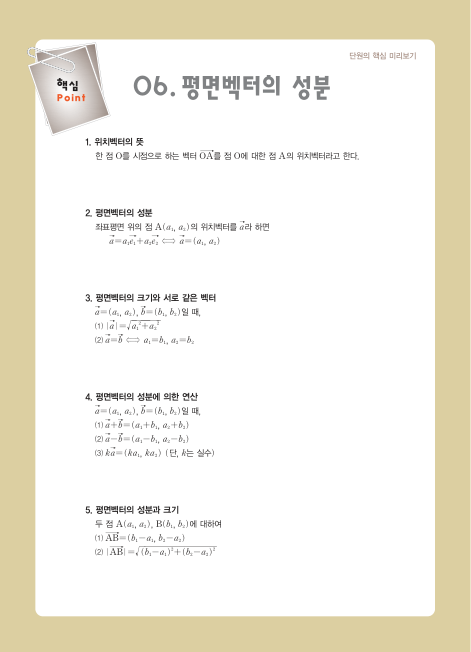 단원의 핵심 미리보기
핵심
Point
06. 평면벡터의 성분
1. 위치벡터의 뜻
한 점 O를 시점으로 하는 벡터 $\overrightarrow{OA}$를 점 O에 대한 점 A의 위치벡터라고 한다.
2. 평면벡터의 성분
좌표평면 위의 점 A(a₁, a₂)의 위치벡터를 $\vec{a}$라 하면
$\vec{a}=a_1\vec{e_1}+a_2\vec{e_2} \Longleftrightarrow \vec{a}=(a_1, a_2)$
3. 평면벡터의 크기와 서로 같은 벡터
$\vec{a}=(a_1, a_2)$, $\vec{b}=(b_1, b_2)$일 때,
⑴ $|\vec{a}|=\sqrt{a_1^2+a_2^2}$
⑵ $\vec{a}=\vec{b} \Longleftrightarrow a_1=b_1, a_2=b_2$
4. 평면벡터의 성분에 의한 연산
$\vec{a}=(a_1, a_2)$, $\vec{b}=(b_1, b_2)$일 때,
⑴ $\vec{a}+\vec{b}=(a_1+b_1, a_2+b_2)$
⑵ $\vec{a}-\vec{b}=(a_1-b_1, a_2-b_2)$
⑶ $k\vec{a}=(ka_1, ka_2)$ (단, k는 실수)
5. 평면벡터의 성분과 크기
두 점 A(a₁, a₂), B(b₁, b₂)에 대하여
⑴ $\overrightarrow{AB}=(b_1-a_1, b_2-a_2)$
⑵ $|\overrightarrow{AB}|=\sqrt{(b_1-a_1)^2+(b_2-a_2)^2}$